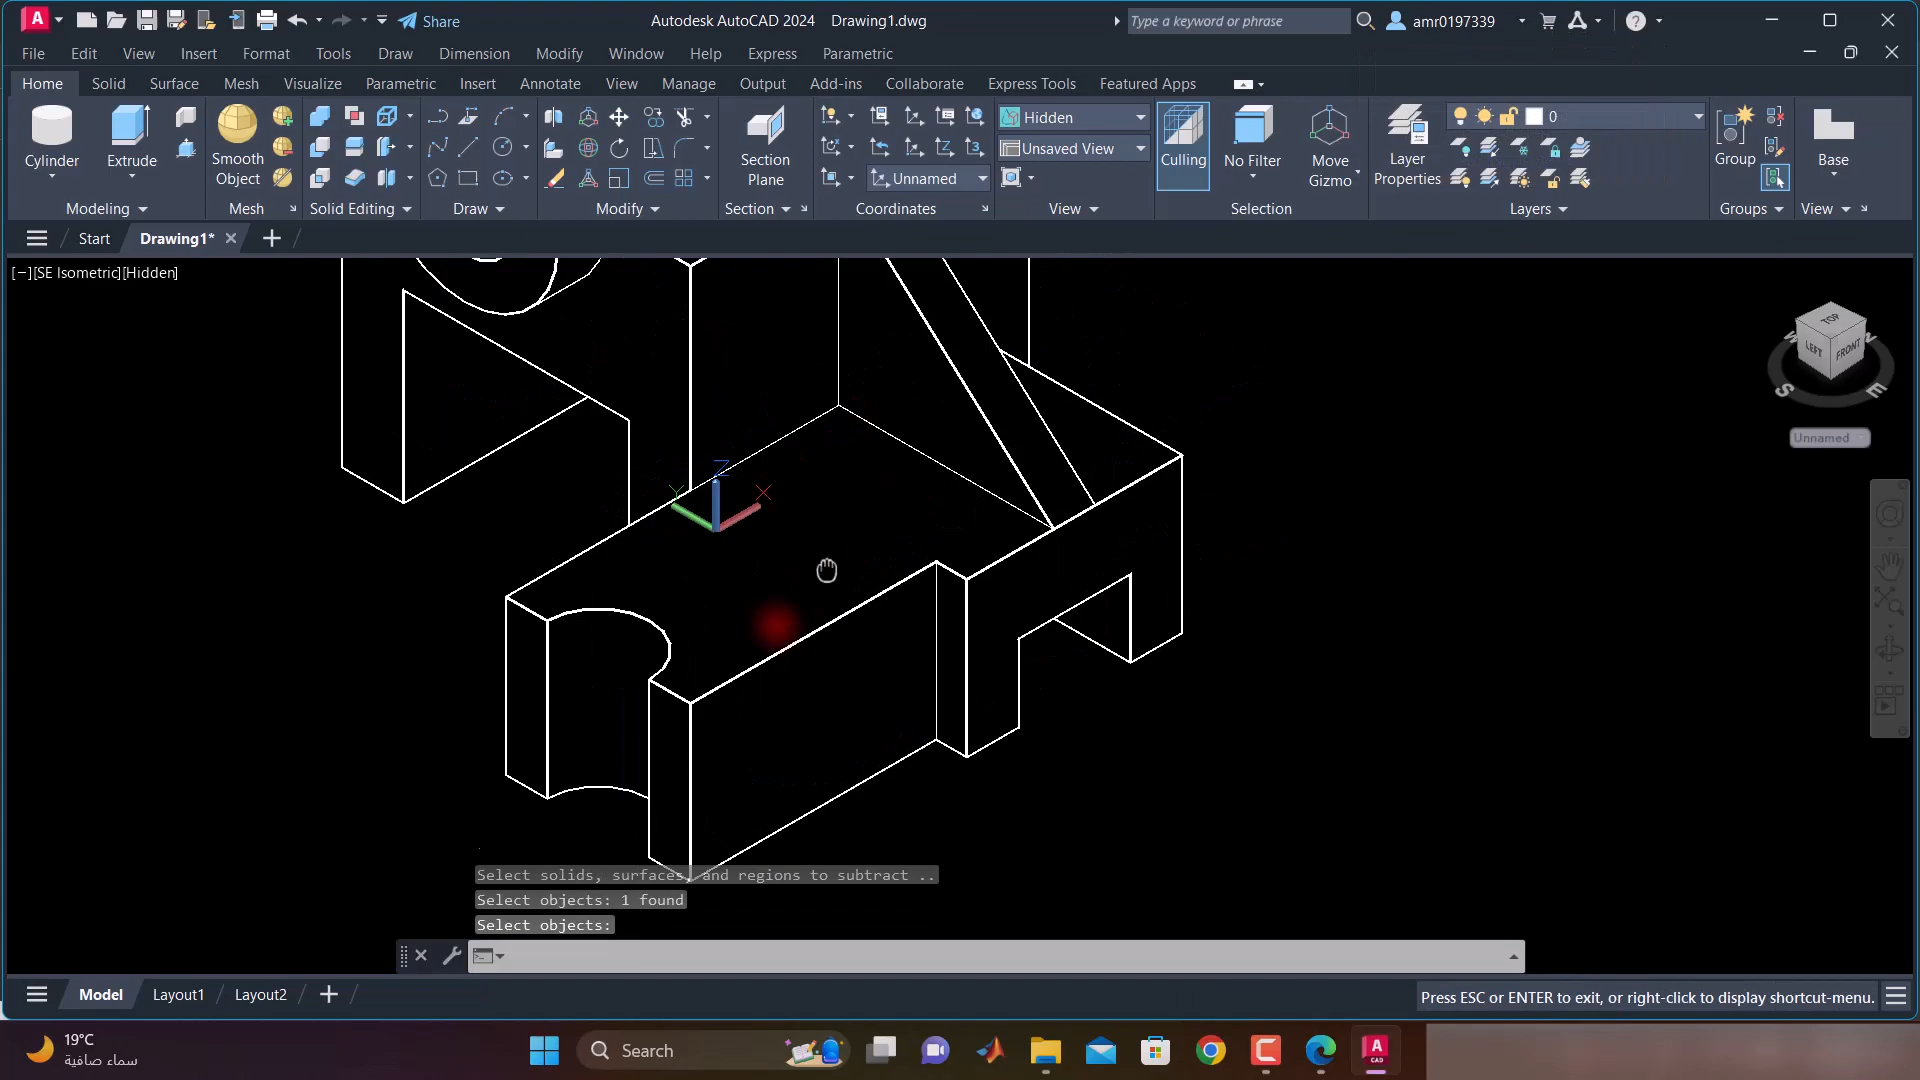 A Share Autodesk AutoCAD 2024 Drawing1.dwg Type a keyword or phrase amr0197339
File Edit View Insert Format Tools Draw Dimension Modify Window Help Express Parametric
Home Solid Surface Mesh Visualize Parametric Insert Annotate View Manage Output Add-ins Collaborate Express Tools Featured Apps
Cylinder Extrude Smooth Object Section Plane Hidden Unsaved View Unnamed Culling No Filter Move Gizmo Layer Properties 0 Group Base
Modeling Mesh Solid Editing Draw Modify Section Coordinates View Selection Layers Groups View
Start Drawing1*
[−][SE Isometric][Hidden]
TOP
LEFT FRONT
W N
S E
Unnamed
Z
Y X
Select solids, surfaces, and regions to subtract ..
Select objects: 1 found
Select objects:
Model Layout1 Layout2
Press ESC or ENTER to exit, or right-click to display shortcut-menu.
19°C
سماء صافية
Search
A
CAD